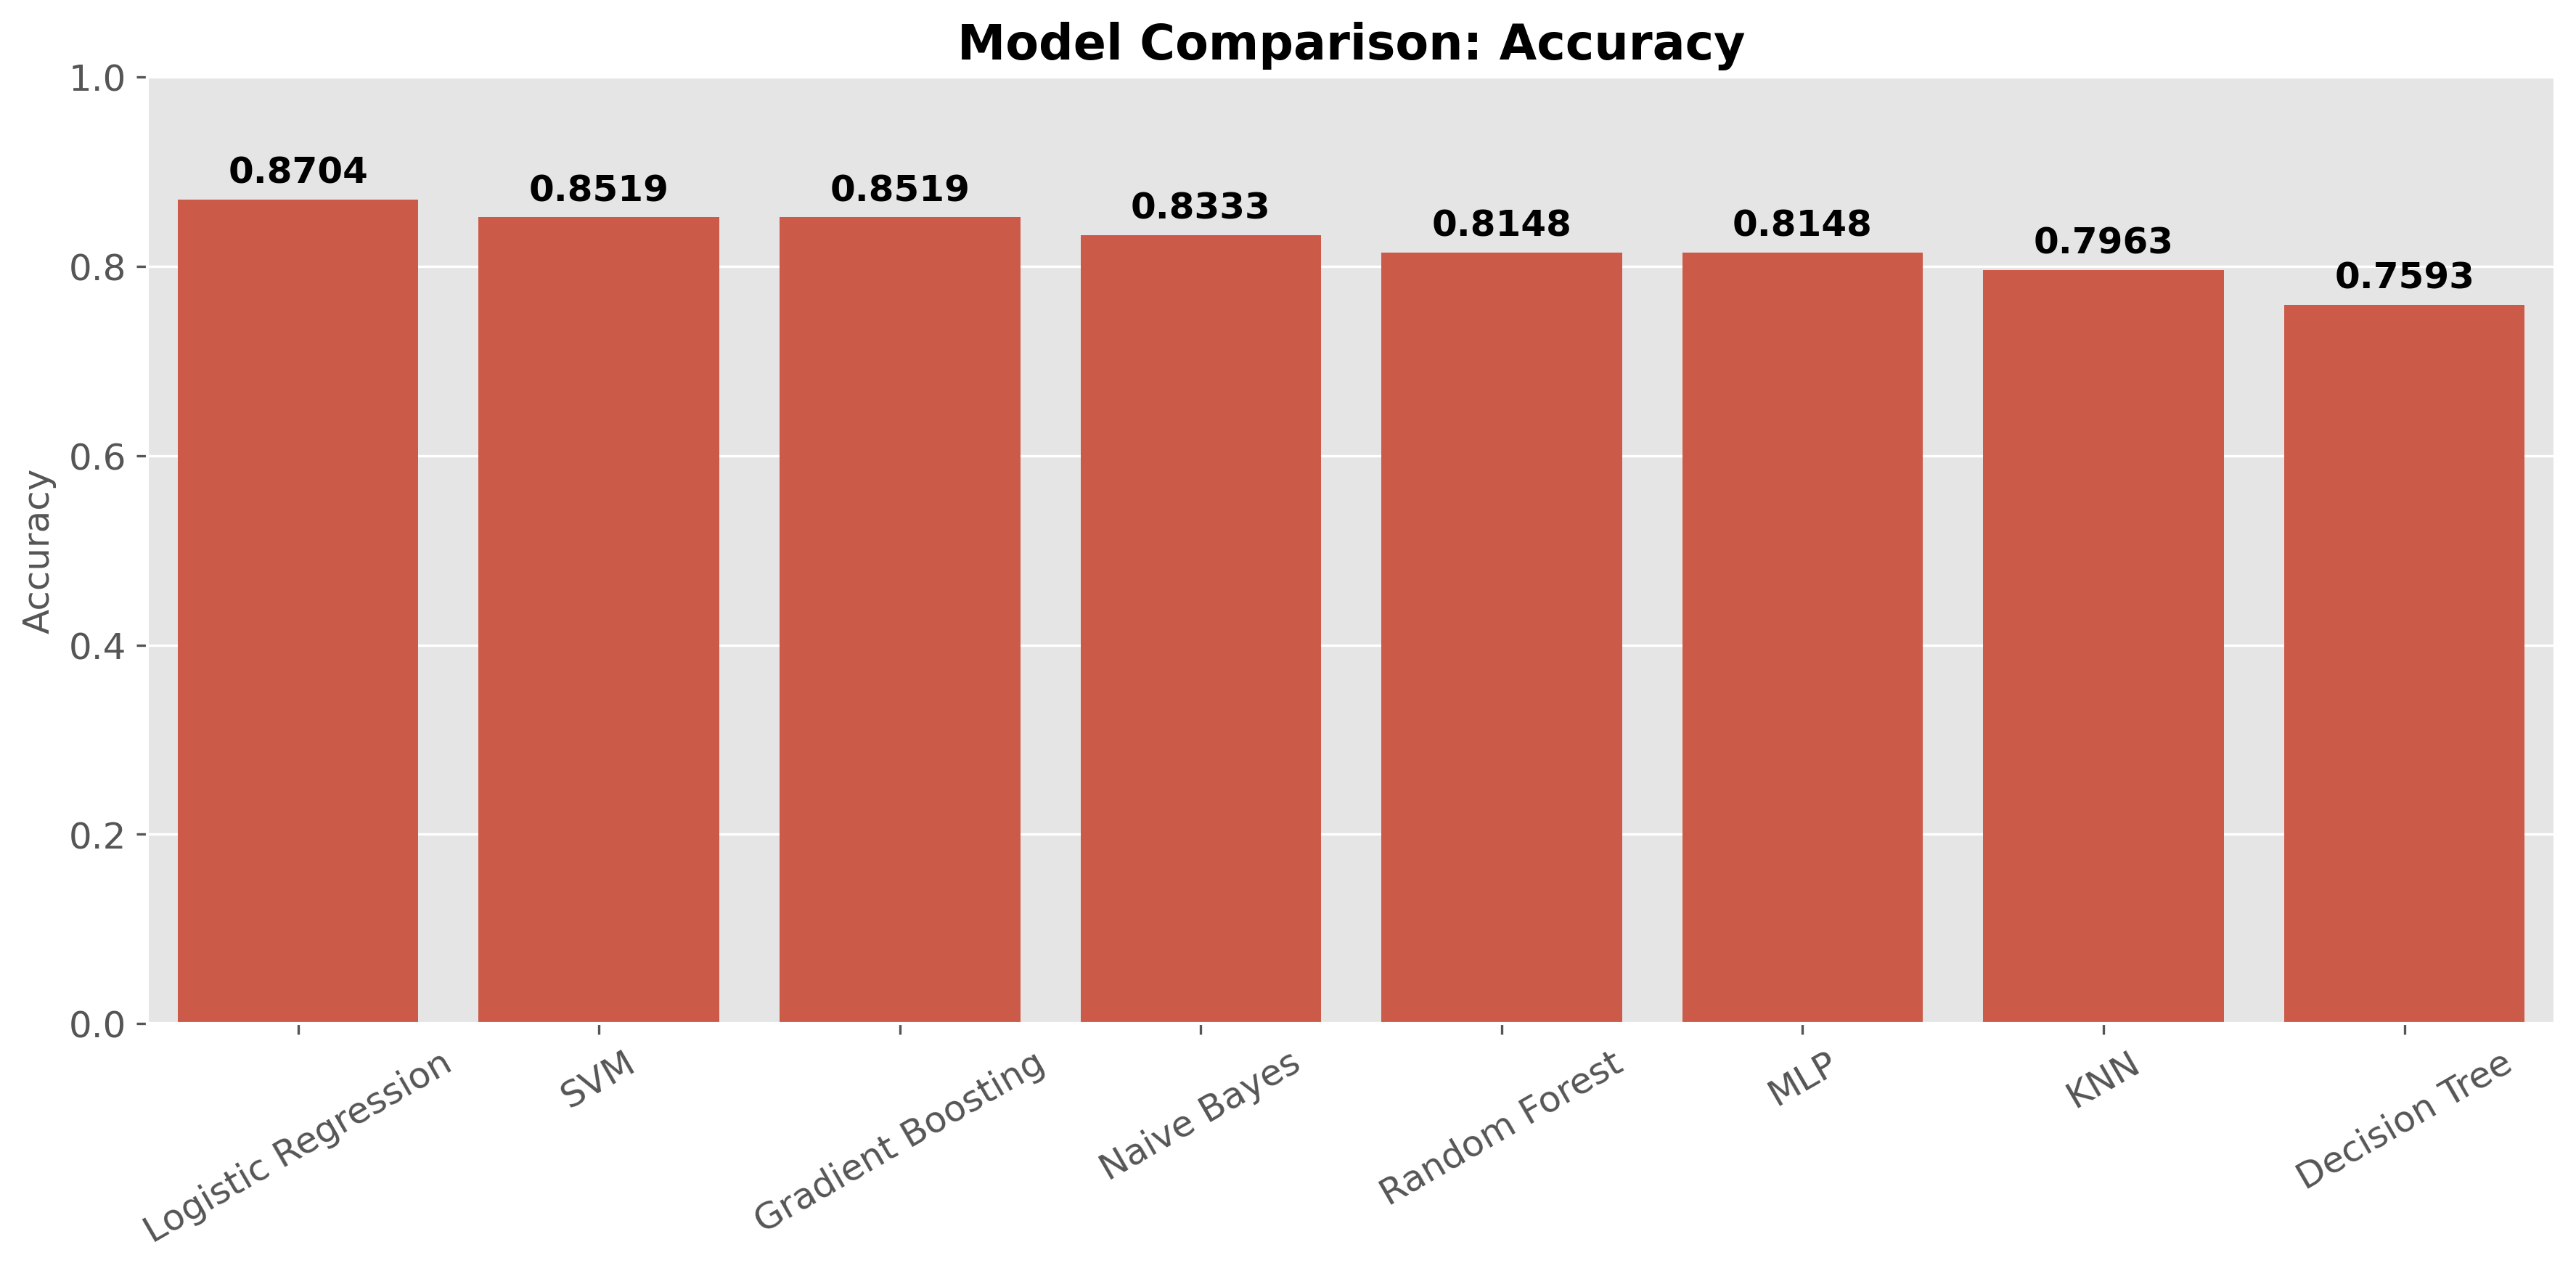 Model Comparison: Accuracy
1.0
0.8
0.6
0.4
0.2
0.0
Accuracy
0.8704
0.8519
0.8519
0.8333
0.8148
0.8148
0.7963
0.7593
Logistic Regression
SVM
Gradient Boosting
Naive Bayes
Random Forest
MLP
KNN
Decision Tree